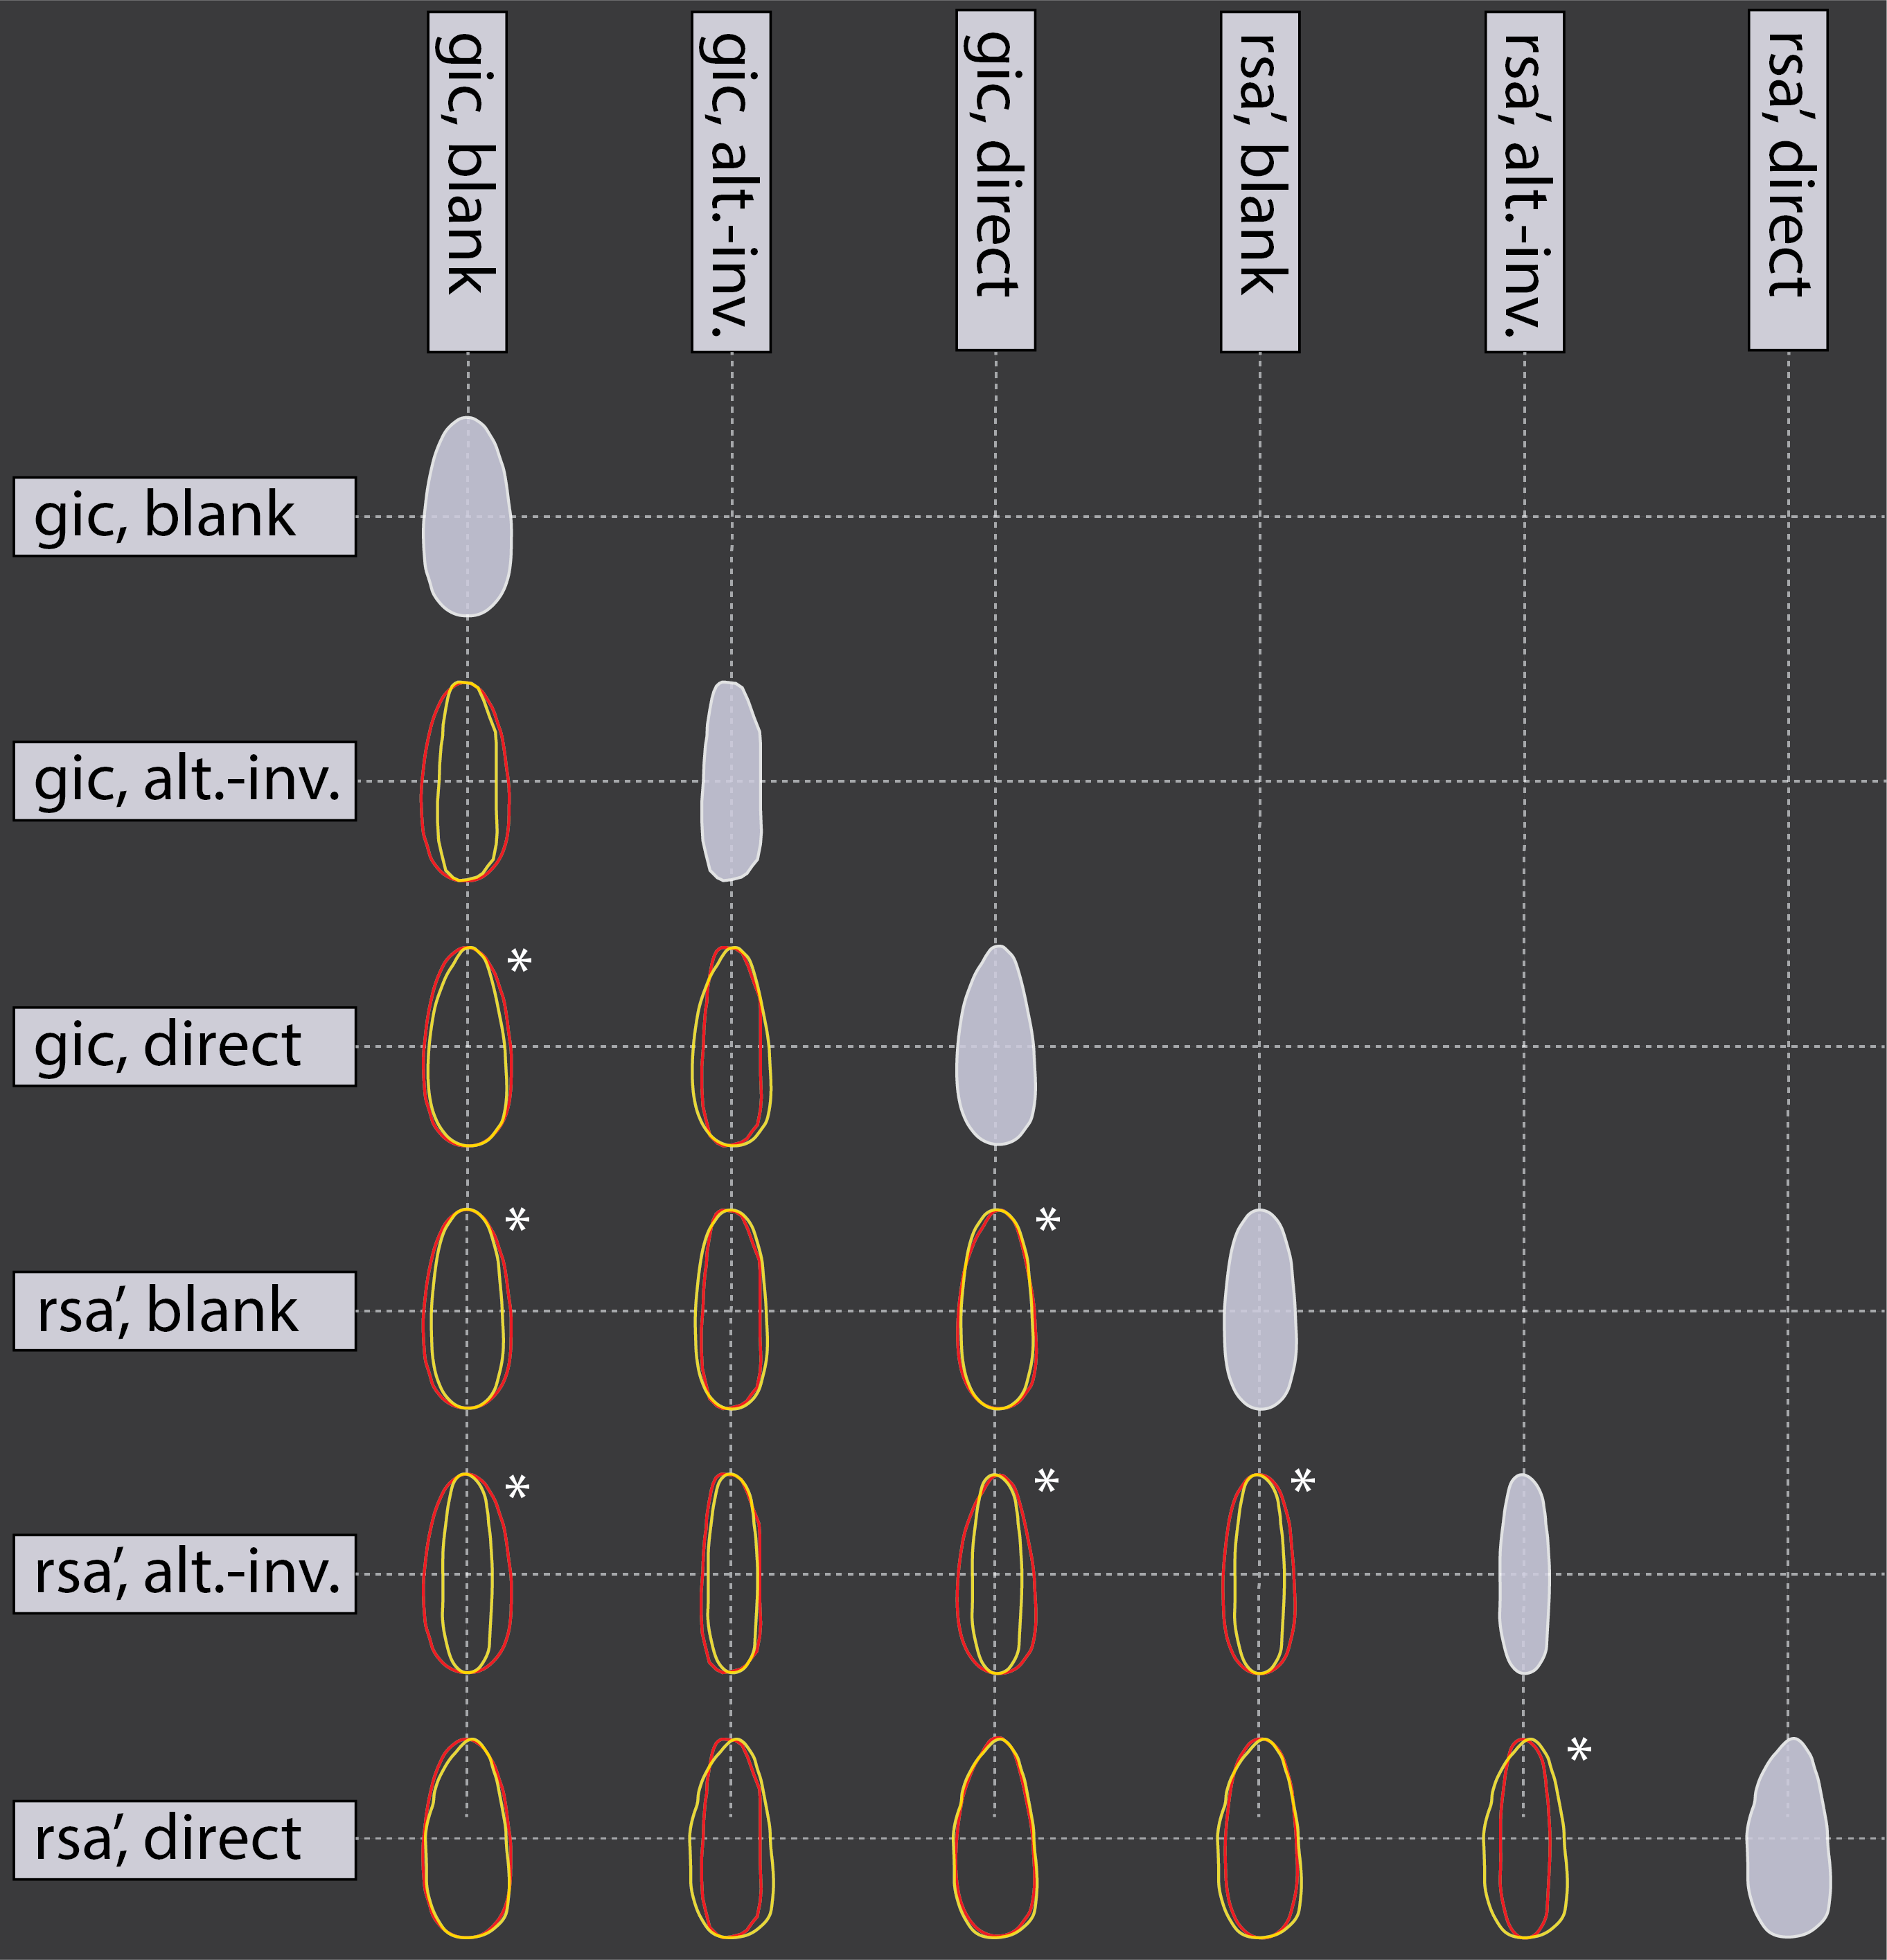 gic, blank
gic, alt.-inv.
gic, direct
rsa’, blank
rsa’, alt.-inv.
rsa’, direct
gic, blank
gic, alt.-inv.
gic, direct
*
rsa’, blank
* *
rsa’, alt.-inv.
* * *
rsa’, direct
*